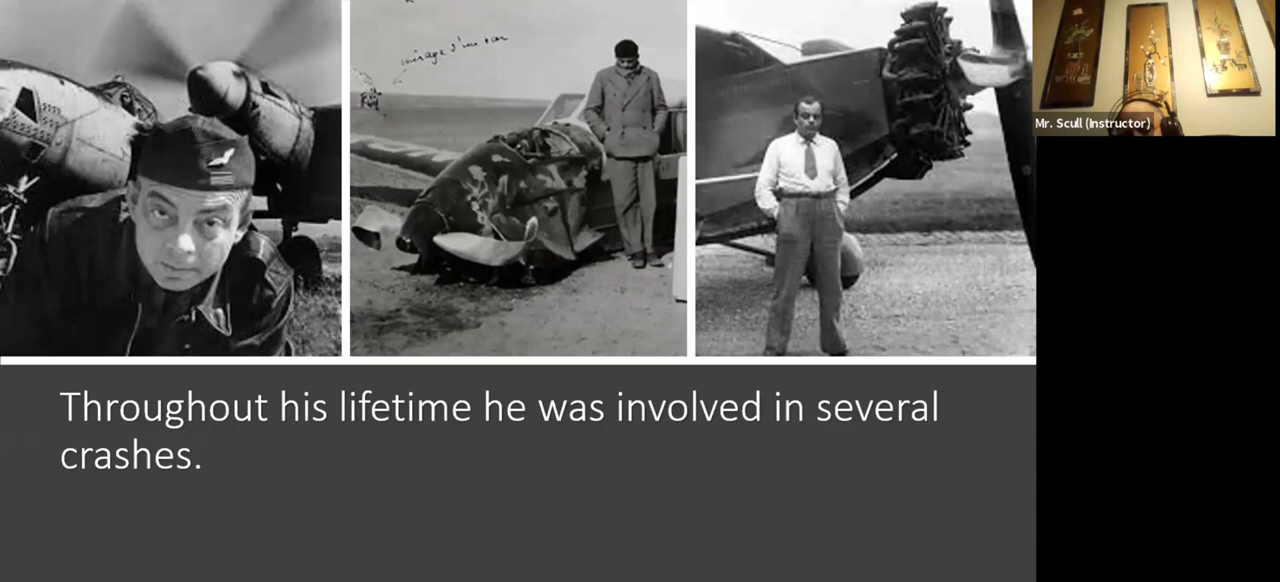 Mr. Scull (Instructor)
Throughout his lifetime he was involved in several
crashes.